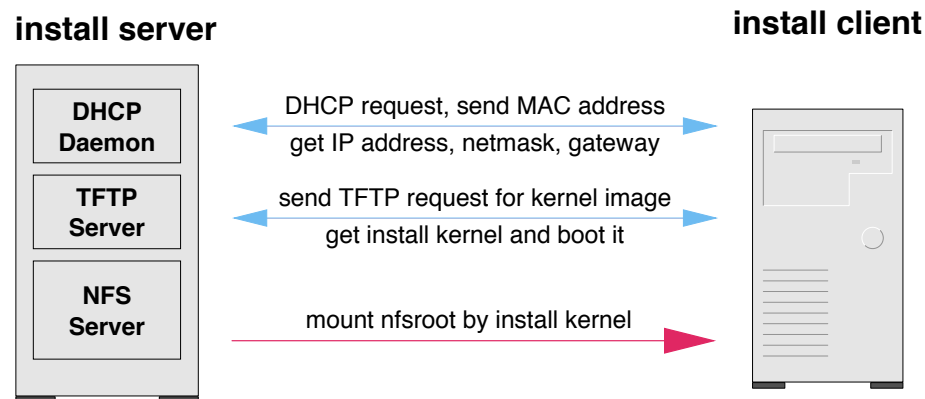 install server
install client
DHCP
Daemon
DHCP request, send MAC address
get IP address, netmask, gateway
TFTP
Server
send TFTP request for kernel image
get install kernel and boot it
NFS
Server
mount nfsroot by install kernel